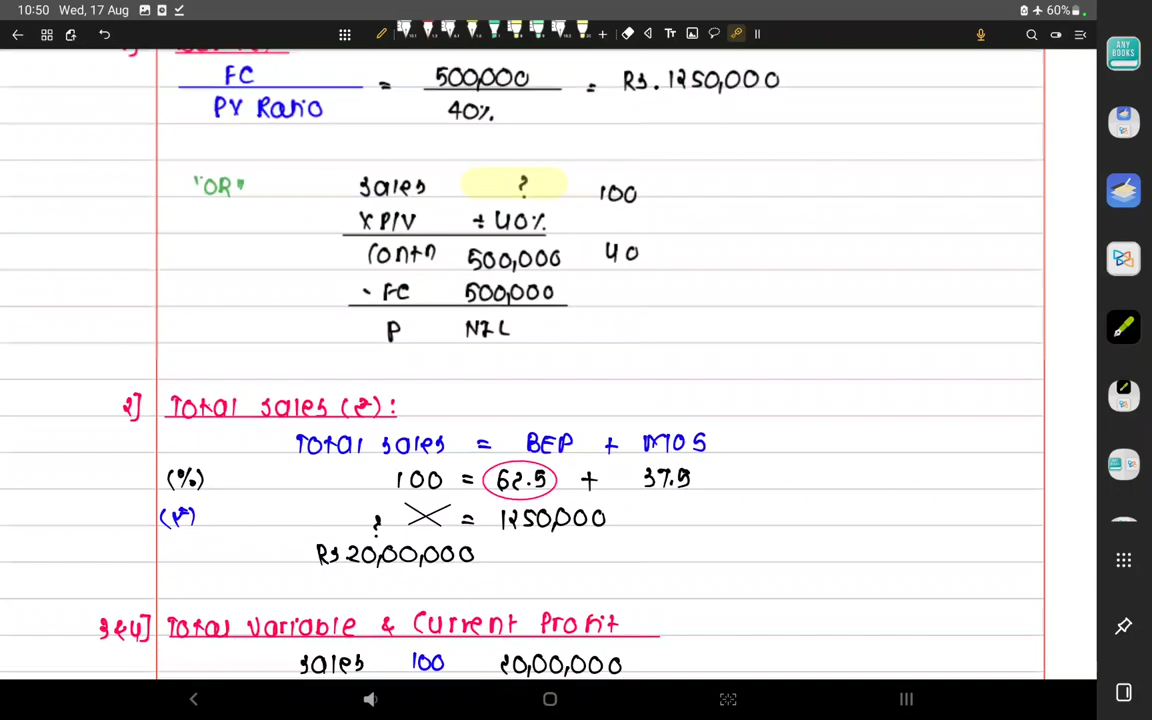 10:50 Wed, 17 Aug 60%
FC = 500,000 = Rs. 1250,000
PV Ratio 40%
"OR" Sales ? 100
X P/V ÷ 40%
Contn 500,000 40
- FC 500,000
P NIL
2] Total Sales (₹):
Total Sales = BEP + MOS
(%) 100 = 62.5 + 37.5
(₹) ? = 1250,000
Rs 20,00,000
3&4] Total Variable & Current Profit
Sales 100 20,00,000
ANY BOOKS